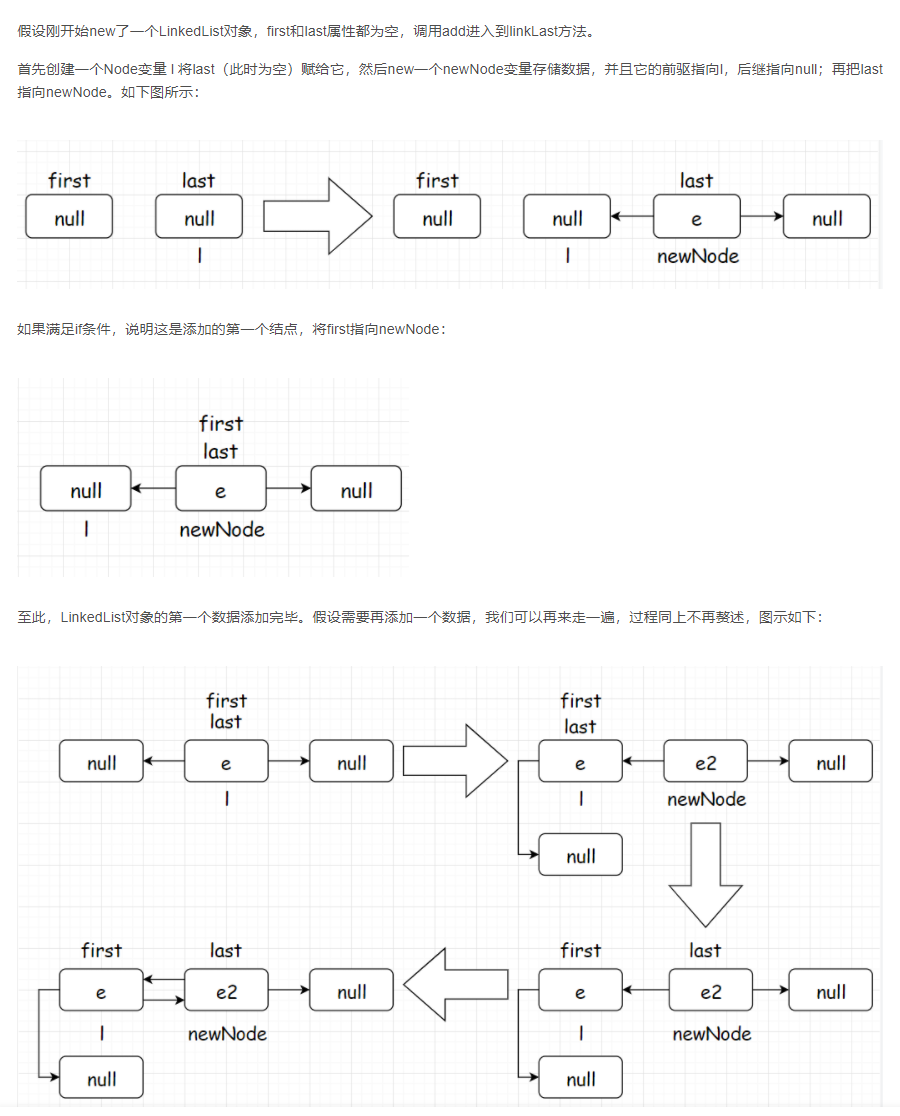 假设刚开始new了一个LinkedList对象，first和last属性都为空，调用add进入到linkLast方法。
首先创建一个Node变量 l 将last（此时为空）赋给它，然后new一个newNode变量存储数据，并且它的前驱指向l，后继指向null；再把last
指向newNode。如下图所示：
first last first last
null null null null e null
l l newNode
如果满足if条件，说明这是添加的第一个结点，将first指向newNode：
first
last
null e null
l newNode
至此，LinkedList对象的第一个数据添加完毕。假设需要再添加一个数据，我们可以再来走一遍，过程同上不再赘述，图示如下：
first first
last last
null e null e e2 null
l l newNode
null
first last first last
e e2 null e e2 null
l newNode l newNode
null null